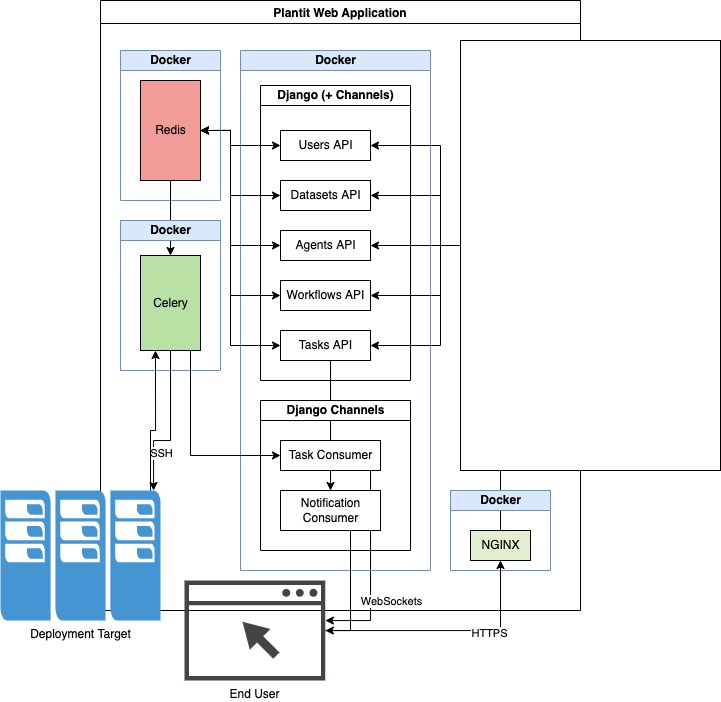 Plantit Web Application
Docker
Docker
Redis
Django (+ Channels)
Users API
Datasets API
Docker
Agents API
Celery
Workflows API
Tasks API
Django Channels
SSH
Task Consumer
Notification
Consumer
Docker
NGINX
WebSockets
HTTPS
Deployment Target
End User